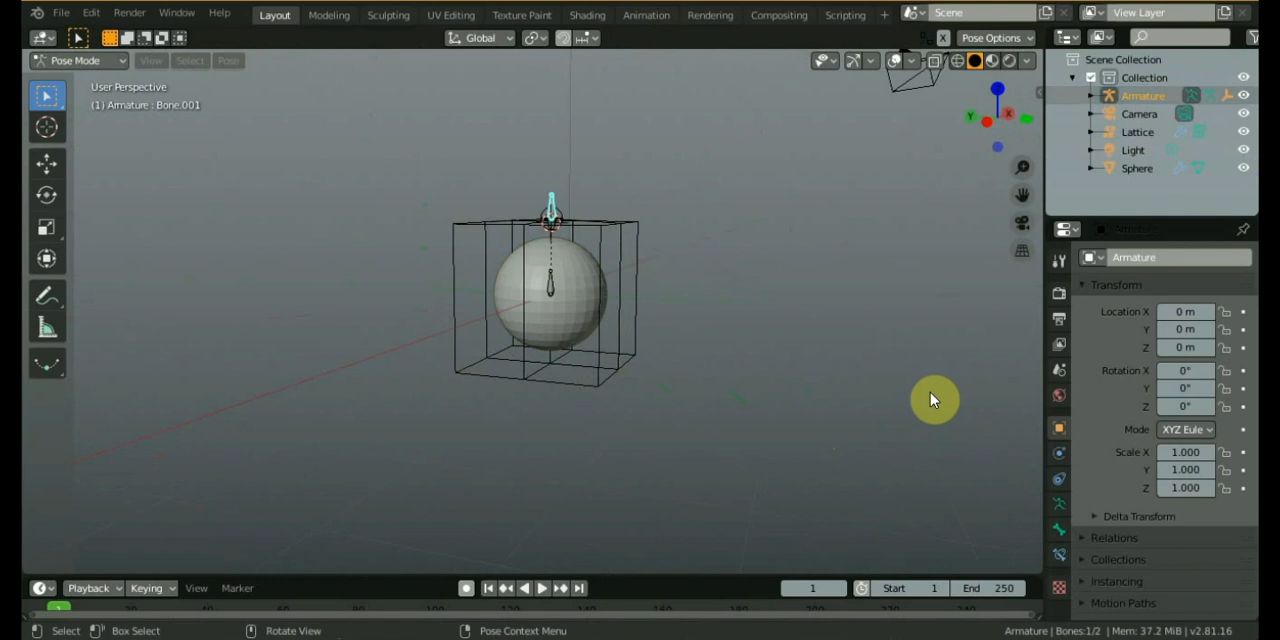 File Edit Render Window Help Layout Modeling Sculpting UV Editing Texture Paint Shading Animation Rendering Compositing Scripting + Scene View Layer
Global X Pose Options
Pose Mode View Select Pose
User Perspective
(1) Armature : Bone.001
Z
Y X
Scene Collection
Collection
Armature
Camera
Lattice
Light
Sphere
Armature
Transform
Location X 0 m
Y 0 m
Z 0 m
Rotation X 0°
Y 0°
Z 0°
Mode XYZ Eule
Scale X 1.000
Y 1.000
Z 1.000
Delta Transform
Relations
Collections
Instancing
Motion Paths
Playback Keying View Marker 1 Start 1 End 250
1
Select Box Select Rotate View Pose Context Menu Armature | Bones:1/2 | Mem: 37.2 MiB | v2.81.16